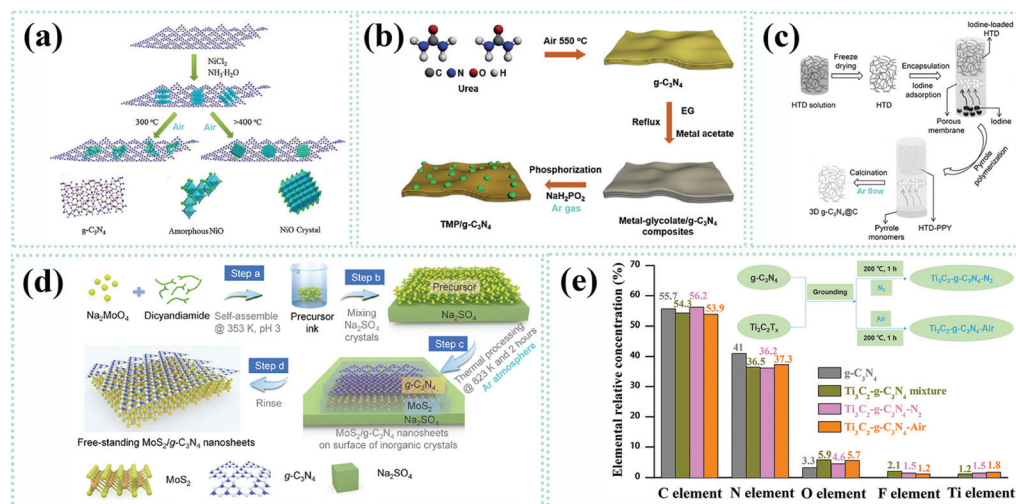 (a)
NiCl2
NH3·H2O
300 °C
Air
Air
>400 °C
g-C3N4
Amorphous NiO
NiO Crystal
(b)
Air 550 °C
C N O H
Urea
g-C3N4
EG
Reflux
Metal acetate
Phosphorization
NaH2PO2
Ar gas
TMP/g-C3N4
Metal-glycolate/g-C3N4
composites
(c)
Iodine-loaded
HTD
Freeze
drying
Encapsulation
Iodine
adsorption
HTD solution
HTD
Porous
membrane
Iodine
Pyrrole
polymerization
Calcination
Ar flow
3D g-C3N4@C
Pyrrole
monomers
HTD-PPY
(d)
Na2MoO4
Dicyandiamide
Step a
Self-assemble
@ 353 K, pH 3
Precursor
ink
Step b
Mixing
Na2SO4
crystals
Precursor
Na2SO4
Step c
Thermal processing
@ 823 K and 2 hours
Ar atmosphere
g-C3N4
MoS2
Na2SO4
MoS2/g-C3N4 nanosheets
on surface of inorganic crystals
Step d
Rinse
Free-standing MoS2/g-C3N4 nanosheets
MoS2
g-C3N4
Na2SO4
(e)
Elemental relative concentration (%)
70
60
50
40
30
20
10
0
55.7
54.3
56.2
53.9
41
36.5
36.2
37.3
3.3
5.9
4.6
5.7
2.1
1.5
1.2
1.2
1.5
1.8
g-C3N4
Ti3C2Tx
Grounding
200 °C, 1 h
N2
Ti3C2-g-C3N4-N2
Air
200 °C, 1 h
Ti3C2-g-C3N4-Air
g-C3N4
Ti3C2-g-C3N4 mixture
Ti3C2-g-C3N4-N2
Ti3C2-g-C3N4-Air
C element
N element
O element
F element
Ti element